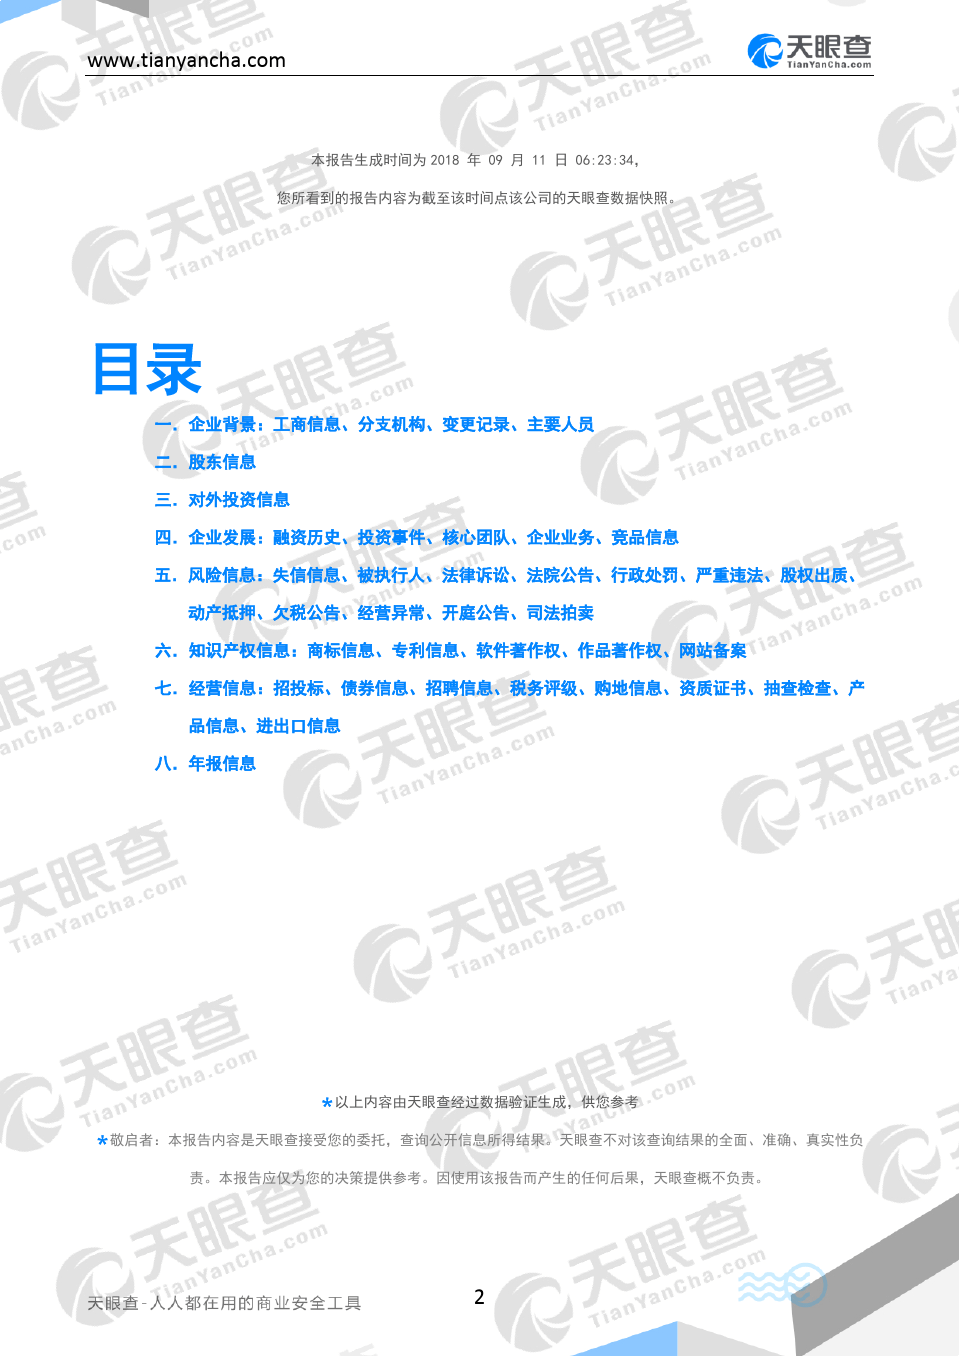 www.tianyancha.com
天眼查
TianYanCha.com
本报告生成时间为 2018 年 09 月 11 日 06:23:34，
您所看到的报告内容为截至该时间点该公司的天眼查数据快照。
目录
一. 企业背景：工商信息、分支机构、变更记录、主要人员
二. 股东信息
三. 对外投资信息
四. 企业发展：融资历史、投资事件、核心团队、企业业务、竞品信息
五. 风险信息：失信信息、被执行人、法律诉讼、法院公告、行政处罚、严重违法、股权出质、
动产抵押、欠税公告、经营异常、开庭公告、司法拍卖
六. 知识产权信息：商标信息、专利信息、软件著作权、作品著作权、网站备案
七. 经营信息：招投标、债券信息、招聘信息、税务评级、购地信息、资质证书、抽查检查、产
品信息、进出口信息
八. 年报信息
*以上内容由天眼查经过数据验证生成，供您参考
*敬启者：本报告内容是天眼查接受您的委托，查询公开信息所得结果。天眼查不对该查询结果的全面、准确、真实性负
责。本报告应仅为您的决策提供参考。因使用该报告而产生的任何后果，天眼查概不负责。
天眼查-人人都在用的商业安全工具
2